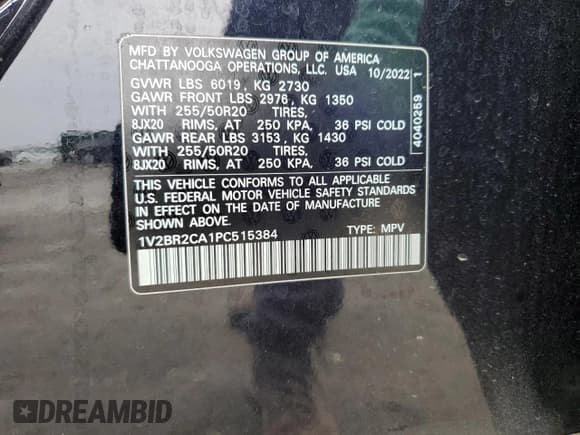 MFD BY VOLKSWAGEN GROUP OF AMERICA
CHATTANOOGA OPERATIONS, LLC. USA 10/2022
GVWR LBS 6019, KG 2730
GAWR FRONT LBS 2976, KG 1350
WITH 255/50R20 TIRES,
8JX20 RIMS, AT 250 KPA, 36 PSI COLD
GAWR REAR LBS 3153, KG 1430
WITH 255/50R20 TIRES,
8JX20 RIMS, AT 250 KPA, 36 PSI COLD
4040259 1
THIS VEHICLE CONFORMS TO ALL APPLICABLE
U.S. FEDERAL MOTOR VEHICLE SAFETY STANDARDS
IN EFFECT ON THE DATE OF MANUFACTURE
SHOWN ABOVE.
1V2BR2CA1PC515384 TYPE: MPV
DREAMBID